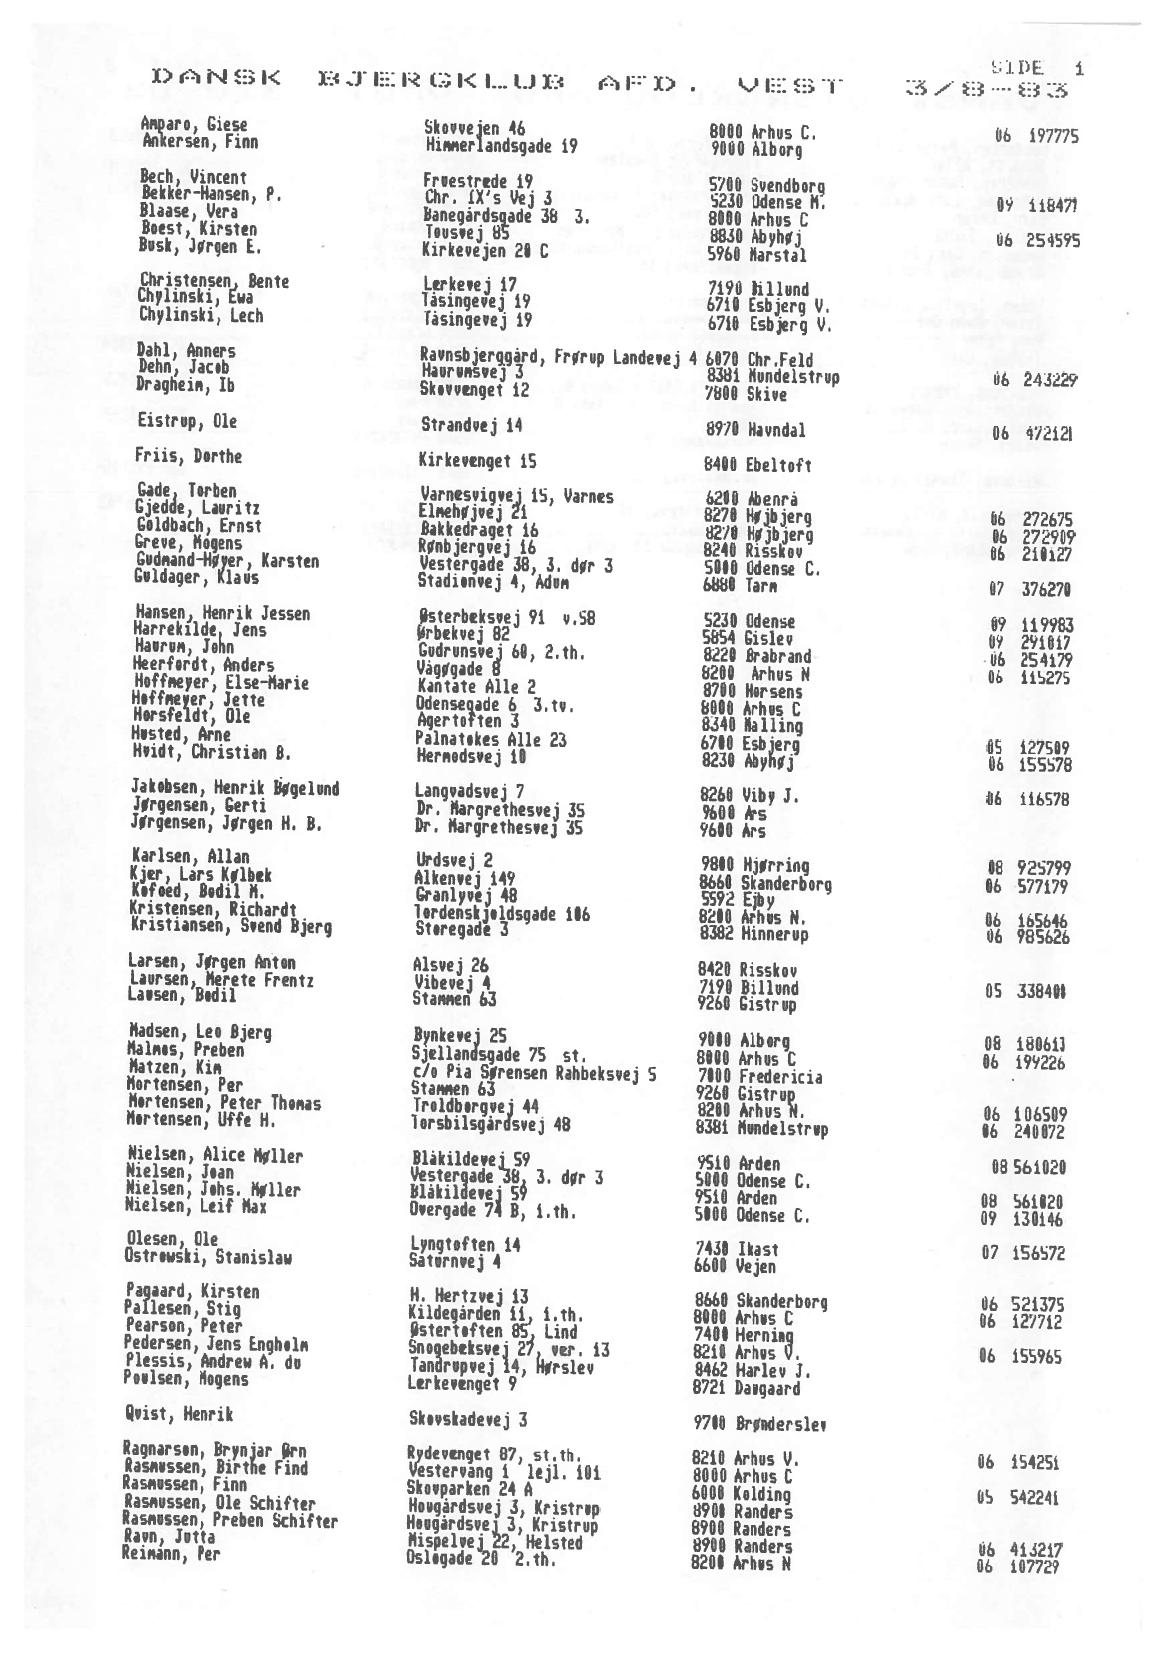 SIDE 1
DANSK BJERGKLUB AFD. VEST 3/8-83
Amparo, Giese Skovvejen 46 8000 Arhus C. 06 197775
Ankersen, Finn Himmerlandsgade 19 9000 Alborg
Bech, Vincent Fruestrede 19 5700 Svendborg
Bekker-Hansen, P. Chr. IX's Vej 3 5230 Odense M. 09 118471
Blaase, Vera Banegårdsgade 38 3. 8000 Arhus C
Boest, Kirsten Tousvej 85 8830 Abyhøj 06 254595
Busk, Jørgen E. Kirkevejen 20 C 5960 Marstal
Christensen, Bente Lerkevej 17 7190 Billund
Chylinski, Ewa Tåsingevej 19 6710 Esbjerg V.
Chylinski, Lech Tåsingevej 19 6710 Esbjerg V.
Dahl, Anners Ravnsbjerggård, Frørup Landevej 4 6070 Chr.Feld
Dehn, Jacob Haurumsvej 3 8381 Mundelstrup 06 243229
Dragheim, Ib Skovvenget 12 7800 Skive
Eistrup, Ole Strandvej 14 8970 Havndal 06 472121
Friis, Dorthe Kirkevenget 15 8400 Ebeltoft
Gade, Torben Varnesvigvej 15, Varnes 6200 Abenrå
Gjedde, Lauritz Elmehøjvej 21 8270 Højbjerg 06 272675
Goldbach, Ernst Bakkedraget 16 8270 Højbjerg 06 272909
Greve, Mogens Rønbjergvej 16 8240 Risskov 06 210127
Gudmand-Høyer, Karsten Vestergade 38, 3. dør 3 5000 Odense C.
Guldager, Klaus Stadionvej 4, Adum 6880 Tarm 07 376270
Hansen, Henrik Jessen Østerbeksvej 91 v.58 5230 Odense 09 119983
Harrekilde, Jens Ørbekvej 82 5854 Gislev 09 291017
Haurum, John Gudrunsvej 60, 2.th. 8220 Brabrand 06 254179
Heerfordt, Anders Vågøgade 8 8200 Arhus N 06 115275
Hoffmeyer, Else-Marie Kantate Alle 2 8700 Horsens
Hoffmeyer, Jette Odensegade 6 3.tv. 8000 Arhus C
Horsfeldt, Ole Agertoften 3 8340 Malling
Husted, Arne Palnatokes Alle 23 6700 Esbjerg 05 127509
Hvidt, Christian B. Hermodsvej 10 8230 Abyhøj 06 155578
Jakobsen, Henrik Bøgelund Langvadsvej 7 8260 Viby J. 06 116578
Jørgensen, Gerti Dr. Margrethesvej 35 9600 Ars
Jørgensen, Jørgen H. B. Dr. Margrethesvej 35 9600 Ars
Karlsen, Allan Urdsvej 2 9800 Hjørring 08 925799
Kjer, Lars Kølbek Alkenvej 149 8660 Skanderborg 06 577179
Kofoed, Bodil M. Granlyvej 48 5592 Ejby
Kristensen, Richardt Tordenskjoldsgade 106 8200 Arhus N. 06 165646
Kristiansen, Svend Bjerg Storegade 3 8382 Hinnerup 06 985626
Larsen, Jørgen Anton Alsvej 26 8420 Risskov
Laursen, Merete Frentz Vibevej 4 7190 Billund 05 338400
Lausen, Bodil Stammen 63 9260 Gistrup
Madsen, Leo Bjerg Bynkevej 25 9000 Alborg 08 180613
Malmos, Preben Sjellandsgade 75 st. 8000 Arhus C 06 199226
Matzen, Kim c/o Pia Sørensen Rahbeksvej 5 7000 Fredericia
Mortensen, Per Stammen 63 9260 Gistrup
Mortensen, Peter Thomas Troldborgvej 44 8200 Arhus N. 06 106509
Mortensen, Uffe H. Torsbilsgårdsvej 48 8381 Mundelstrup 06 240072
Nielsen, Alice Møller Blåkildevej 59 9510 Arden 08 561020
Nielsen, Joan Vestergade 38, 3. dør 3 5000 Odense C.
Nielsen, Johs. Møller Blåkildevej 59 9510 Arden 08 561020
Nielsen, Leif Max Overgade 74 B, 1.th. 5000 Odense C. 09 130146
Olesen, Ole Lyngtoften 14 7430 Ikast 07 156572
Ostrowski, Stanislaw Saturnvej 4 6600 Vejen
Pagaard, Kirsten H. Hertzvej 13 8660 Skanderborg 06 521375
Pallesen, Stig Kildegården 11, 1.th. 8000 Arhus C 06 127712
Pearson, Peter Østertoften 85, Lind 7400 Herning
Pedersen, Jens Engholm Snogebeksvej 27, ver. 13 8210 Arhus V. 06 155965
Plessis, Andrew A. du Tandrupvej 14, Hørslev 8462 Harlev J.
Poulsen, Mogens Lerkevenget 9 8721 Daugaard
Qvist, Henrik Skovskadevej 3 9700 Brønderslev
Ragnarson, Brynjar Ørn Rydevenget 87, st.th. 8210 Arhus V. 06 154251
Rasmussen, Birthe Find Vestervang 1 lejl. 101 8000 Arhus C
Rasmussen, Finn Skovparken 24 A 6000 Kolding 05 542241
Rasmussen, Ole Schifter Hougårdsvej 3, Kristrup 8900 Randers
Rasmussen, Preben Schifter Hougårdsvej 3, Kristrup 8900 Randers
Ravn, Jutta Mispelvej 22, Helsted 8900 Randers 06 413217
Reimann, Per Oslogade 20 2.th. 8200 Arhus N 06 107729